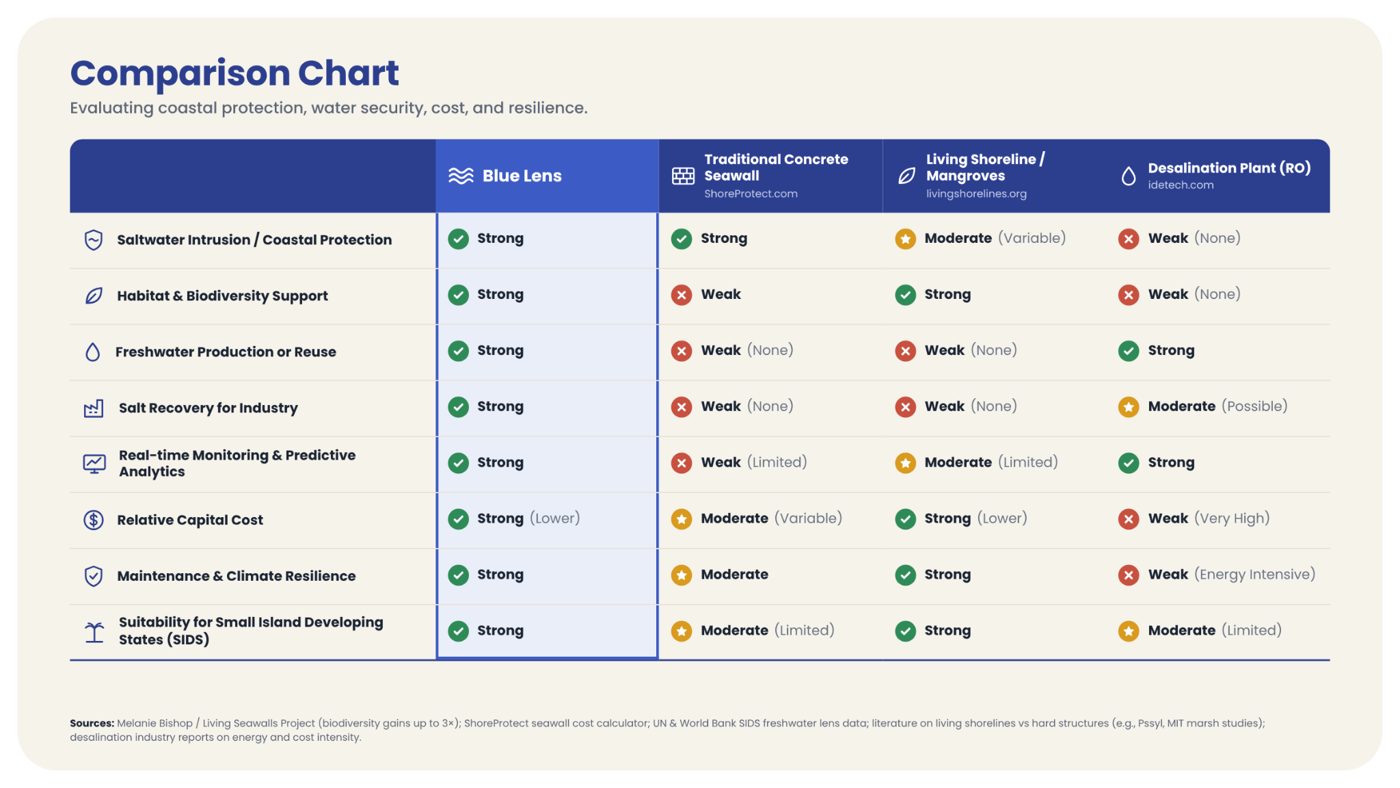 Comparison Chart
Evaluating coastal protection, water security, cost, and resilience.
Blue Lens
Traditional Concrete
Seawall
ShoreProtect.com
Living Shoreline /
Mangroves
livingshorelines.org
Desalination Plant (RO)
idetech.com
Saltwater Intrusion / Coastal Protection
Strong
Strong
Moderate (Variable)
Weak (None)
Habitat & Biodiversity Support
Strong
Weak
Strong
Weak (None)
Freshwater Production or Reuse
Strong
Weak (None)
Weak (None)
Strong
Salt Recovery for Industry
Strong
Weak (None)
Weak (None)
Moderate (Possible)
Real-time Monitoring & Predictive
Analytics
Strong
Weak (Limited)
Moderate (Limited)
Strong
Relative Capital Cost
Strong (Lower)
Moderate (Variable)
Strong (Lower)
Weak (Very High)
Maintenance & Climate Resilience
Strong
Moderate
Strong
Weak (Energy Intensive)
Suitability for Small Island Developing
States (SIDS)
Strong
Moderate (Limited)
Strong
Moderate (Limited)
Sources: Melanie Bishop / Living Seawalls Project (biodiversity gains up to 3×); ShoreProtect seawall cost calculator; UN & World Bank SIDS freshwater lens data; literature on living shorelines vs hard structures (e.g., Pssyl, MIT marsh studies);
desalination industry reports on energy and cost intensity.